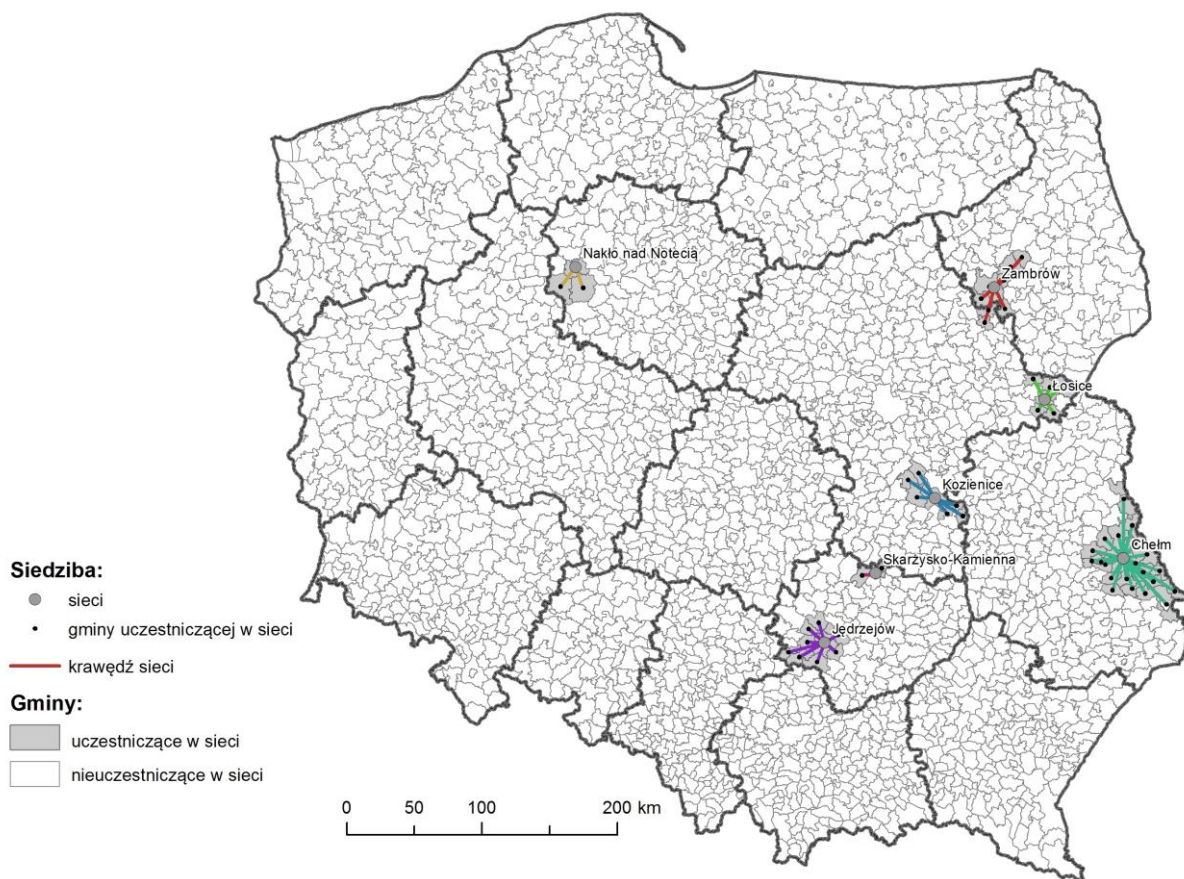 Nakło nad Notecią
Zambrów
Łosice
Kozienice
Chełm
Skarżysko-Kamienna
Jędrzejów
Siedziba:
sieci
gminy uczestniczącej w sieci
krawędź sieci
Gminy:
uczestniczące w sieci
nieuczestniczące w sieci
0 50 100 200 km